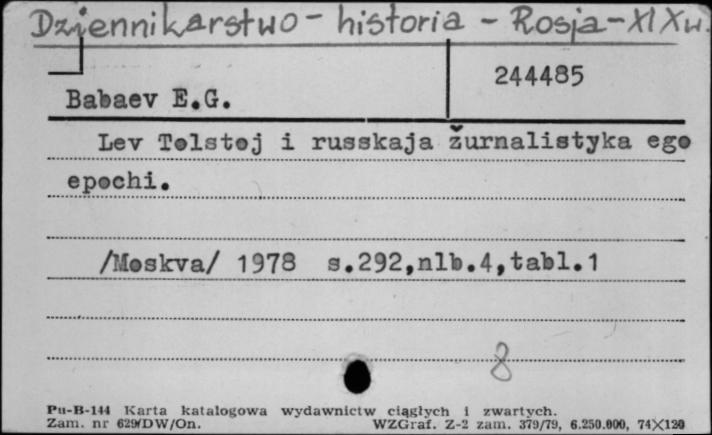 Dziennikarstwo - historia - Rosja - XIXw.
244485
Babaev E.G.
Lev Tolstoj i russkaja žurnalistyka ego
epochi.
/Moskva/ 1978 s.292,nlb.4,tabl.1
8
Pu-B-144 Karta katalogowa wydawnictw ciągłych i zwartych.
Zam. nr 629/DW/On. WZGraf. Z-2 zam. 379/79, 6.250.000, 74X120